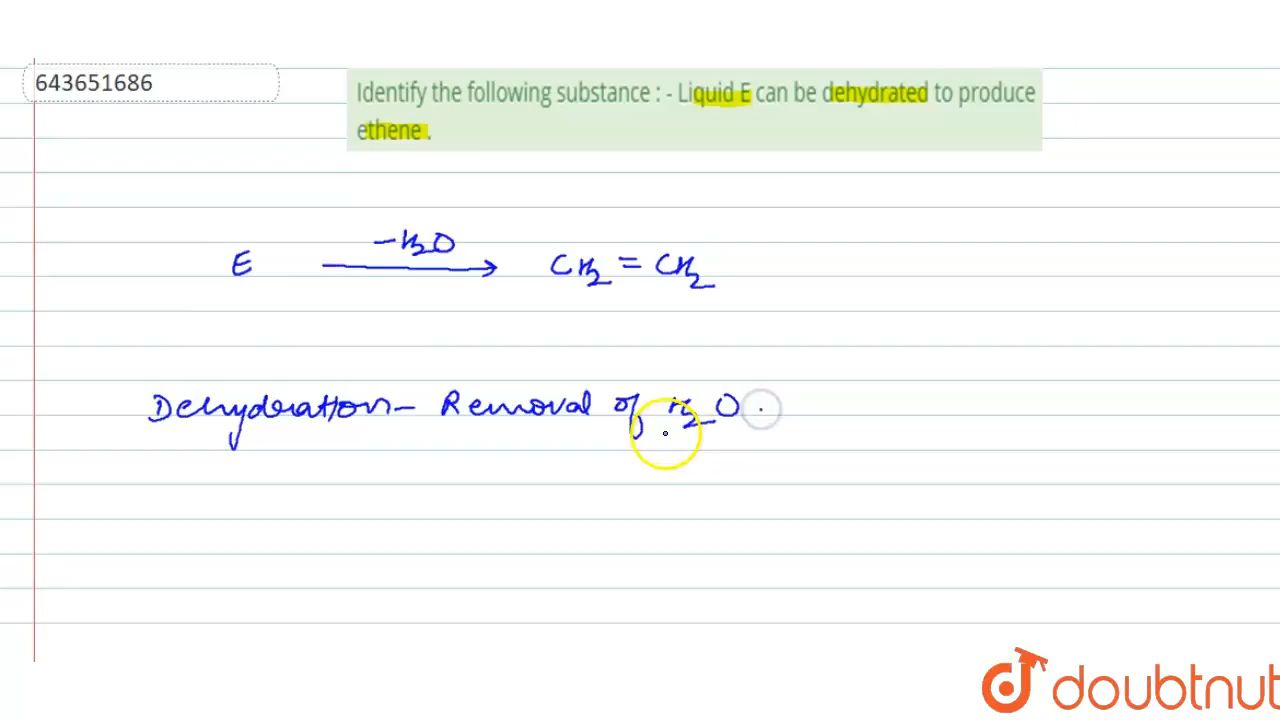 643651686
Identify the following substance : - Liquid E can be dehydrated to produce
ethene .
E -H2O → CH2 = CH2
Dehydration - Removal of H2O .
doubtnut